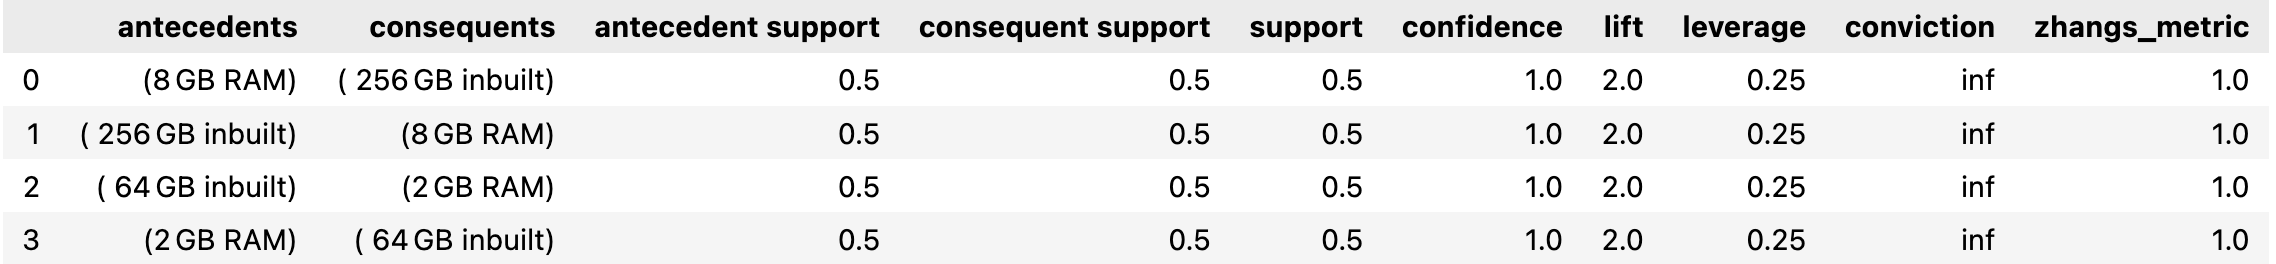 antecedents consequents antecedent support consequent support support confidence lift leverage conviction zhangs_metric
0 (8 GB RAM) ( 256 GB inbuilt) 0.5 0.5 0.5 1.0 2.0 0.25 inf 1.0
1 ( 256 GB inbuilt) (8 GB RAM) 0.5 0.5 0.5 1.0 2.0 0.25 inf 1.0
2 ( 64 GB inbuilt) (2 GB RAM) 0.5 0.5 0.5 1.0 2.0 0.25 inf 1.0
3 (2 GB RAM) ( 64 GB inbuilt) 0.5 0.5 0.5 1.0 2.0 0.25 inf 1.0